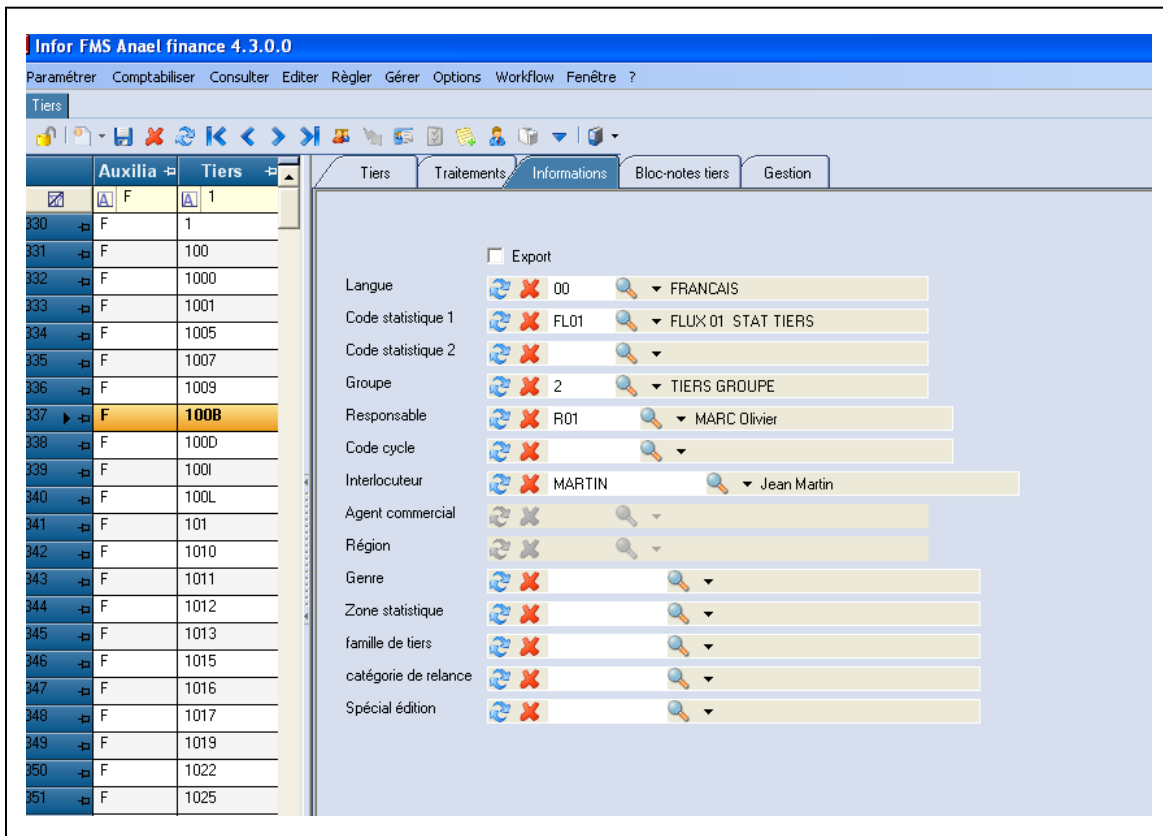 Infor FMS Anael finance 4.3.0.0
Paramétrer Comptabiliser Consulter Editer Règler Gérer Options Workflow Fenêtre ?
Tiers
Auxilia Tiers
A F A 1
330 F 1
331 F 100
332 F 1000
333 F 1001
334 F 1005
335 F 1007
336 F 1009
337 F 100B
338 F 100D
339 F 100I
340 F 100L
341 F 101
342 F 1010
343 F 1011
344 F 1012
345 F 1013
346 F 1015
347 F 1016
348 F 1017
349 F 1019
350 F 1022
351 F 1025
Tiers Traitements Informations Bloc-notes tiers Gestion
Export
Langue 00 FRANCAIS
Code statistique 1 FL01 FLUX 01 STAT TIERS
Code statistique 2
Groupe 2 TIERS GROUPE
Responsable R01 MARC Olivier
Code cycle
Interlocuteur MARTIN Jean Martin
Agent commercial
Région
Genre
Zone statistique
famille de tiers
catégorie de relance
Spécial édition